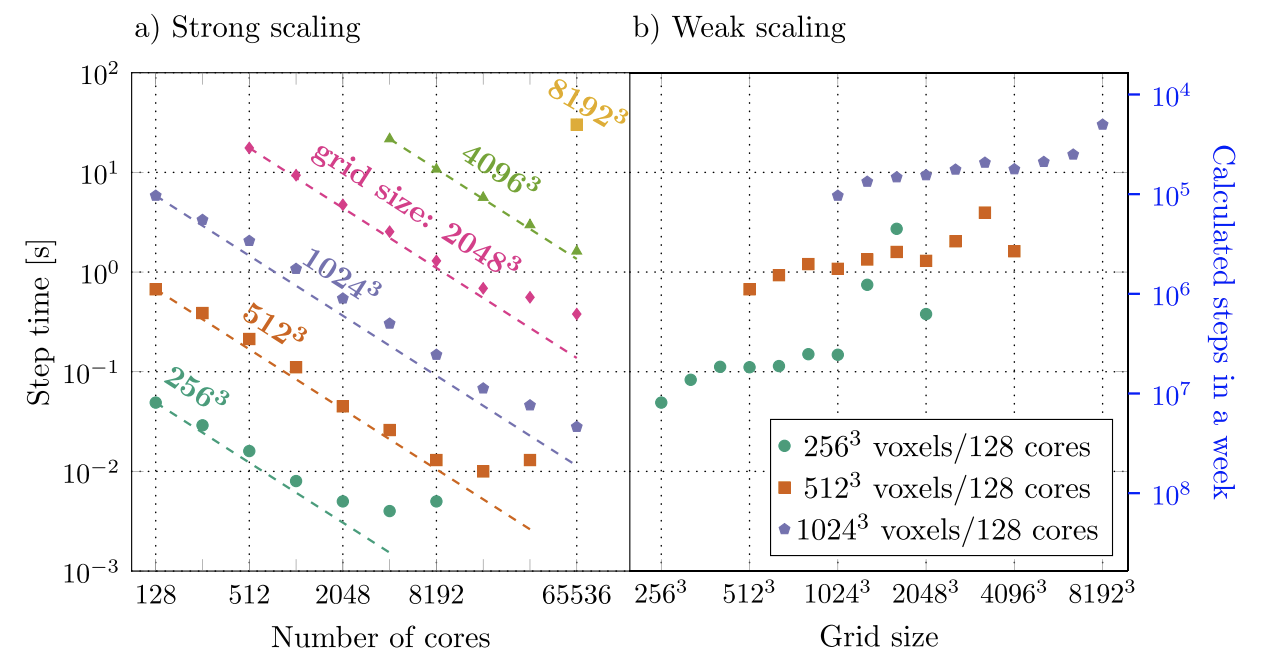 a) Strong scaling
b) Weak scaling
Step time [s]
10²
10¹
10⁰
10⁻¹
10⁻²
10⁻³
8192³
4096³
grid size: 2048³
1024³
512³
256³
128
512
2048
8192
65536
Number of cores
256³ voxels/128 cores
512³ voxels/128 cores
1024³ voxels/128 cores
256³
512³
1024³
2048³
4096³
8192³
Grid size
10⁴
10⁵
10⁶
10⁷
10⁸
Calculated steps in a week